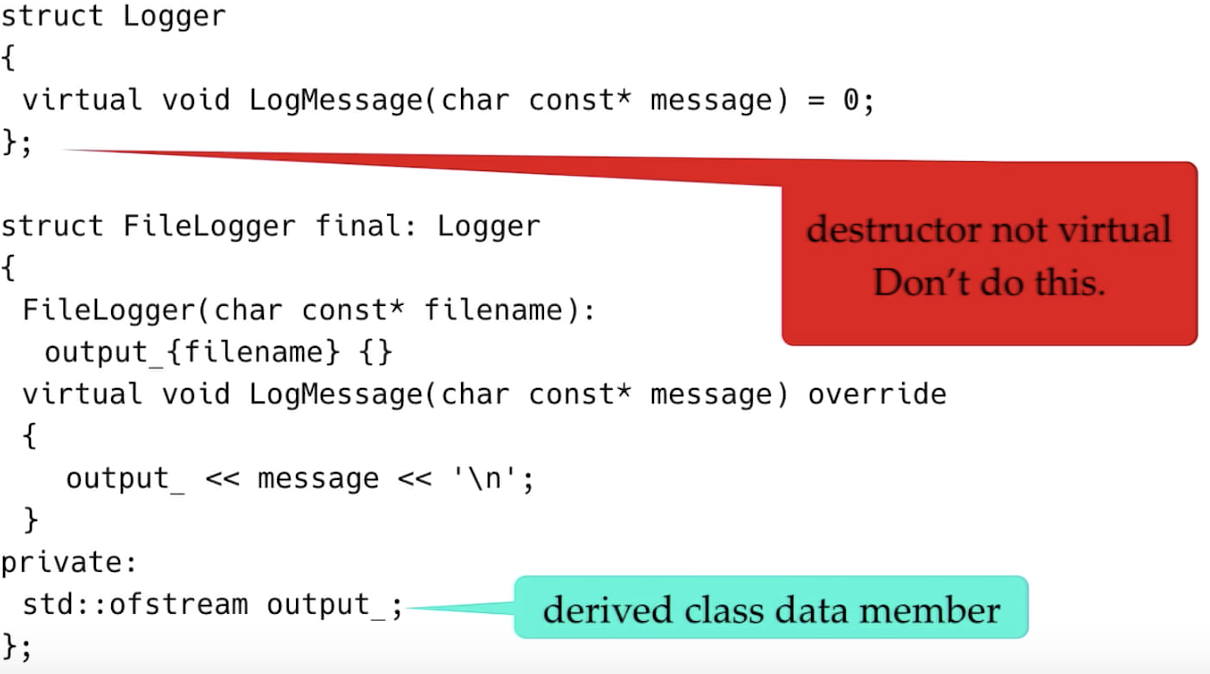 struct Logger
{
 virtual void LogMessage(char const* message) = 0;
};
destructor not virtual
Don't do this.
struct FileLogger final: Logger
{
 FileLogger(char const* filename):
  output_{filename} {}
 virtual void LogMessage(char const* message) override
 {
   output_ << message << '\n';
 }
private:
 std::ofstream output_;
derived class data member
};